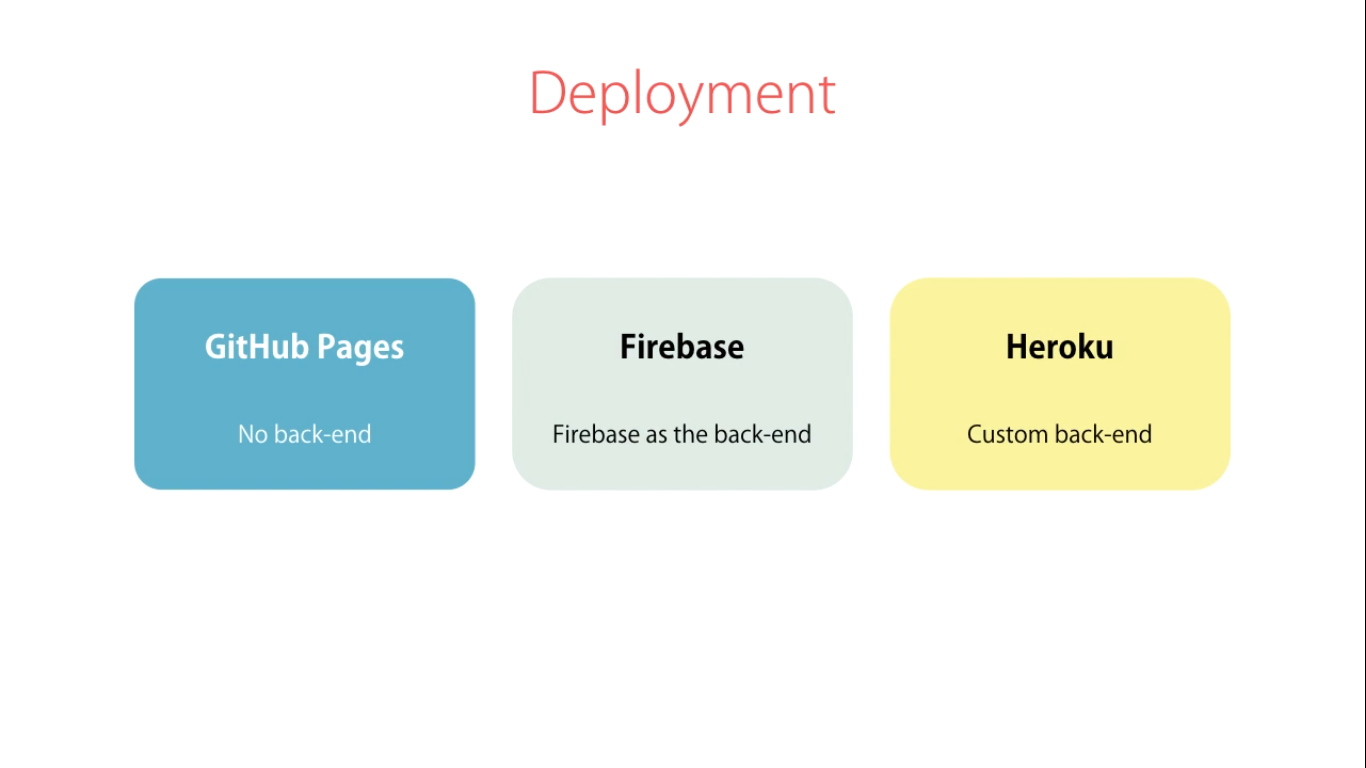 Deployment
GitHub Pages
No back-end
Firebase
Firebase as the back-end
Heroku
Custom back-end